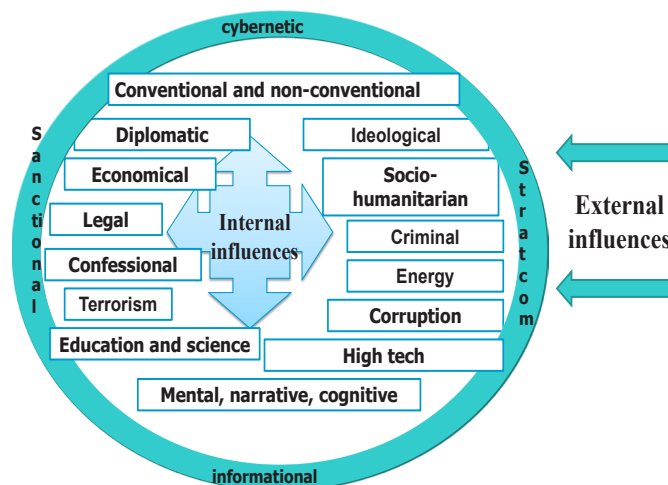 cybernetic
Conventional and non-conventional
Diplomatic
Ideological
Economical
Socio-
humanitarian
Legal
Internal
influences
Criminal
Confessional
Energy
Terrorism
Corruption
Education and science
High tech
Mental, narrative, cognitive
informational
Sanctional
Stratcom
External
influences